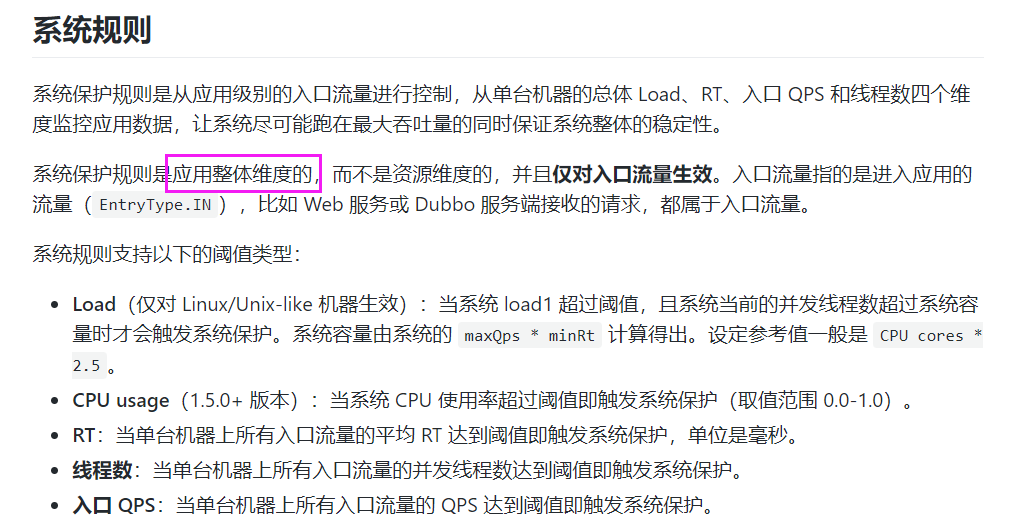 系统规则
系统保护规则是从应用级别的入口流量进行控制，从单台机器的总体 Load、RT、入口 QPS 和线程数四个维
度监控应用数据，让系统尽可能跑在最大吞吐量的同时保证系统整体的稳定性。
系统保护规则是应用整体维度的，而不是资源维度的，并且仅对入口流量生效。入口流量指的是进入应用的
流量（EntryType.IN），比如 Web 服务或 Dubbo 服务端接收的请求，都属于入口流量。
系统规则支持以下的阈值类型：
• Load（仅对 Linux/Unix-like 机器生效）：当系统 load1 超过阈值，且系统当前的并发线程数超过系统容
量时才会触发系统保护。系统容量由系统的 maxQps * minRt 计算得出。设定参考值一般是 CPU cores *
2.5。
• CPU usage（1.5.0+ 版本）：当系统 CPU 使用率超过阈值即触发系统保护（取值范围 0.0-1.0）。
• RT：当单台机器上所有入口流量的平均 RT 达到阈值即触发系统保护，单位是毫秒。
• 线程数：当单台机器上所有入口流量的并发线程数达到阈值即触发系统保护。
• 入口 QPS：当单台机器上所有入口流量的 QPS 达到阈值即触发系统保护。